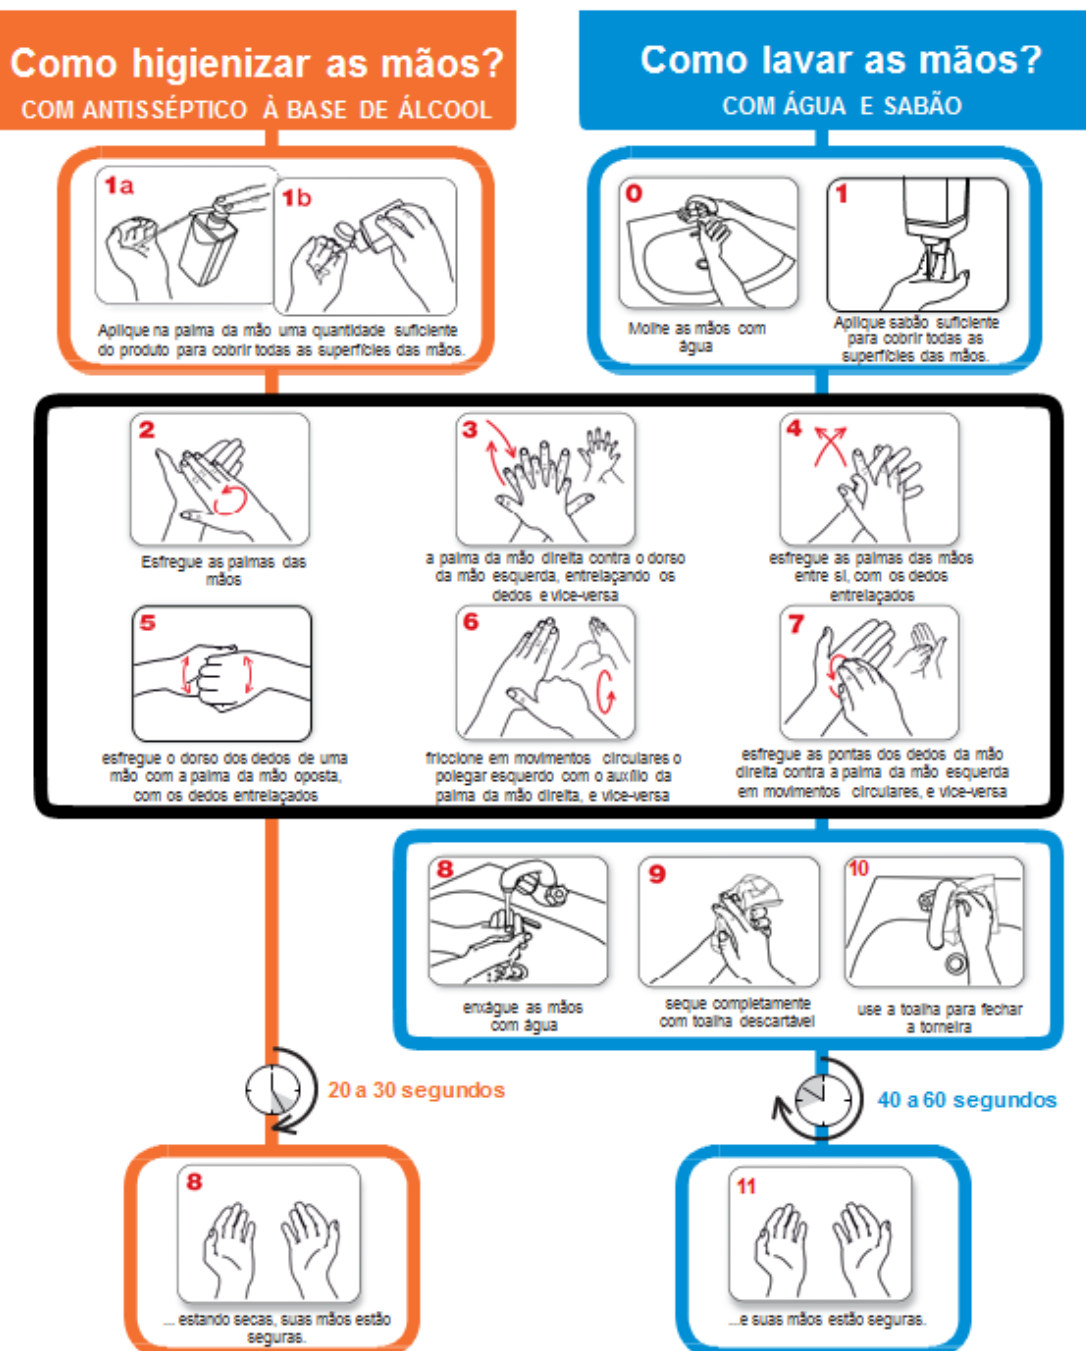 Como higienizar as mãos?
COM ANTISSÉPTICO À BASE DE ÁLCOOL
Como lavar as mãos?
COM ÁGUA E SABÃO
1a
1b
Aplique na palma da mão uma quantidade suficiente
do produto para cobrir todas as superfícies das mãos.
0
Molhe as mãos com
água
1
Aplique sabão suficiente
para cobrir todas as
superfícies das mãos.
2
Esfregue as palmas das
mãos
3
a palma da mão direita contra o dorso
da mão esquerda, entrelaçando os
dedos e vice-versa
4
esfregue as palmas das mãos
entre si, com os dedos
entrelaçados
5
esfregue o dorso dos dedos de uma
mão com a palma da mão oposta,
com os dedos entrelaçados
6
friccione em movimentos circulares o
polegar esquerdo com o auxílio da
palma da mão direita, e vice-versa
7
esfregue as pontas dos dedos da mão
direita contra a palma da mão esquerda
em movimentos circulares, e vice-versa
8
enxágue as mãos
com água
9
seque completamente
com toalha descartável
10
use a toalha para fechar
a torneira
20 a 30 segundos
40 a 60 segundos
8
... estando secas, suas mãos estão
seguras.
11
...e suas mãos estão seguras.